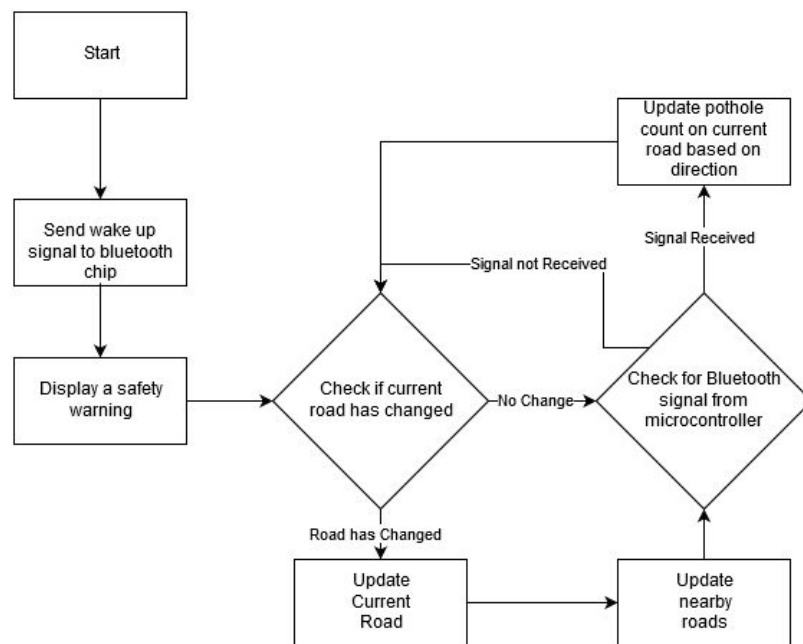 Start
Send wake up
signal to bluetooth
chip
Display a safety
warning
Check if current
road has changed
No Change
Road has Changed
Update
Current
Road
Update
nearby
roads
Check for Bluetooth
signal from
microcontroller
Signal not Received
Signal Received
Update pothole
count on current
road based on
direction